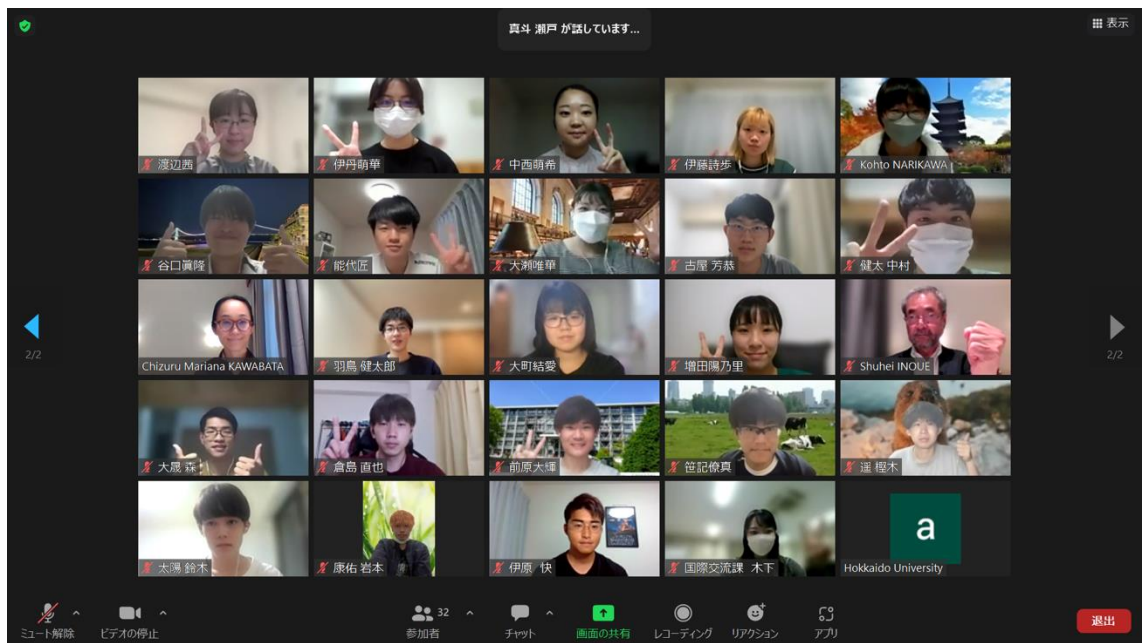 真斗 瀬戸 が話しています...
表示
渡辺茜
伊丹萌華
中西萌希
伊藤詩歩
Kohto NARIKAWA
谷口眞隆
能代匠
大瀬唯華
古屋 芳恭
健太 中村
2/2
Chizuru Mariana KAWABATA
羽鳥 健太郎
大町結愛
増田陽乃里
Shuhei INOUE
2/2
大晟 森
倉島 直也
前原大輝
笹記僚真
遥 樫木
太陽 鈴木
康佑 岩本
伊原 快
国際交流課 木下
a
Hokkaido University
ミュート解除
ビデオの停止
32
参加者
チャット
画面の共有
レコーディング
リアクション
アプリ
退出